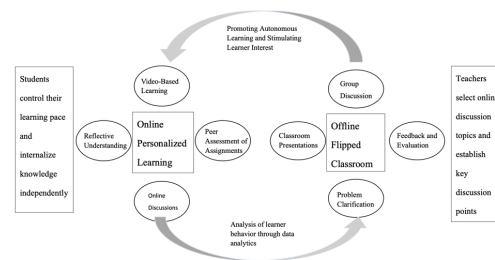 Promoting Autonomous
Learning and Stimulating
Learner Interest
Students
control their
learning pace
and
internalize
knowledge
independently
Video-Based
Learning
Reflective
Understanding
Online
Personalized
Learning
Peer
Assessment of
Assignments
Online
Discussions
Group
Discussion
Classroom
Presentations
Offline
Flipped
Classroom
Feedback and
Evaluation
Problem
Clarification
Teachers
select onlin
discussion
topics and
establish
key
discussion
points
Analysis of learner
behavior through data
analytics